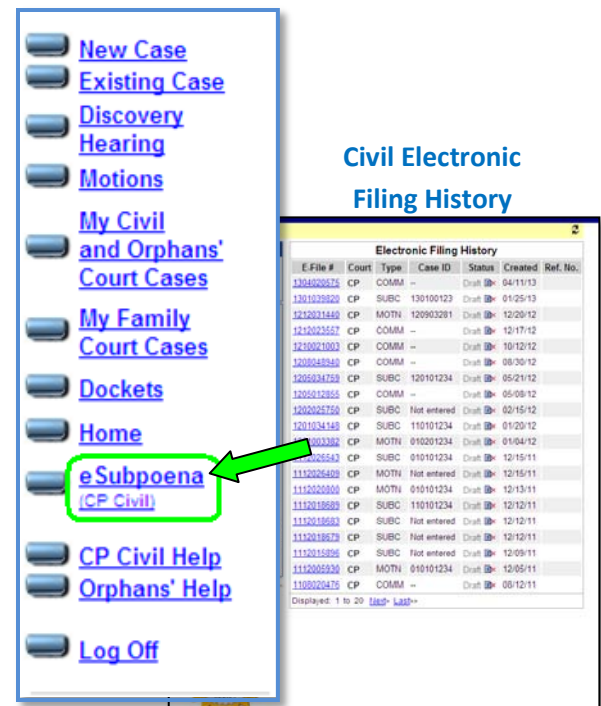 New Case
Existing Case
Discovery
Hearing
Motions
My Civil
and Orphans'
Court Cases
My Family
Court Cases
Dockets
Home
eSubpoena
(CP Civil)
CP Civil Help
Orphans' Help
Log Off
Civil Electronic
Filing History
Electronic Filing History
E-File # Court Type Case ID Status Created Ref. No.
1304020575 CP COMM -- Draft 04/11/13
1301039820 CP SUBC 130100123 Draft 01/25/13
1212031440 CP MOTN 120903281 Draft 12/20/12
1212023557 CP COMM -- Draft 12/17/12
1210021003 CP COMM -- Draft 10/12/12
1208048940 CP COMM -- Draft 08/30/12
1205034759 CP SUBC 120101234 Draft 05/21/12
1205012855 CP COMM -- Draft 05/08/12
1202025750 CP SUBC Not entered Draft 02/15/12
1201034148 CP SUBC 110101234 Draft 01/20/12
CP MOTN 010201234 Draft 01/04/12
CP SUBC 010101234 Draft 12/15/11
1112026409 CP MOTN Not entered Draft 12/15/11
1112020800 CP MOTN 010101234 Draft 12/13/11
1112018689 CP SUBC 110101234 Draft 12/12/11
1112018683 CP SUBC Not entered Draft 12/12/11
1112018679 CP SUBC Not entered Draft 12/12/11
1112015896 CP SUBC Not entered Draft 12/09/11
1112005930 CP MOTN 010101234 Draft 12/05/11
1108020476 CP COMM -- Draft 08/12/11
Displayed: 1 to 20 Next> Last>>